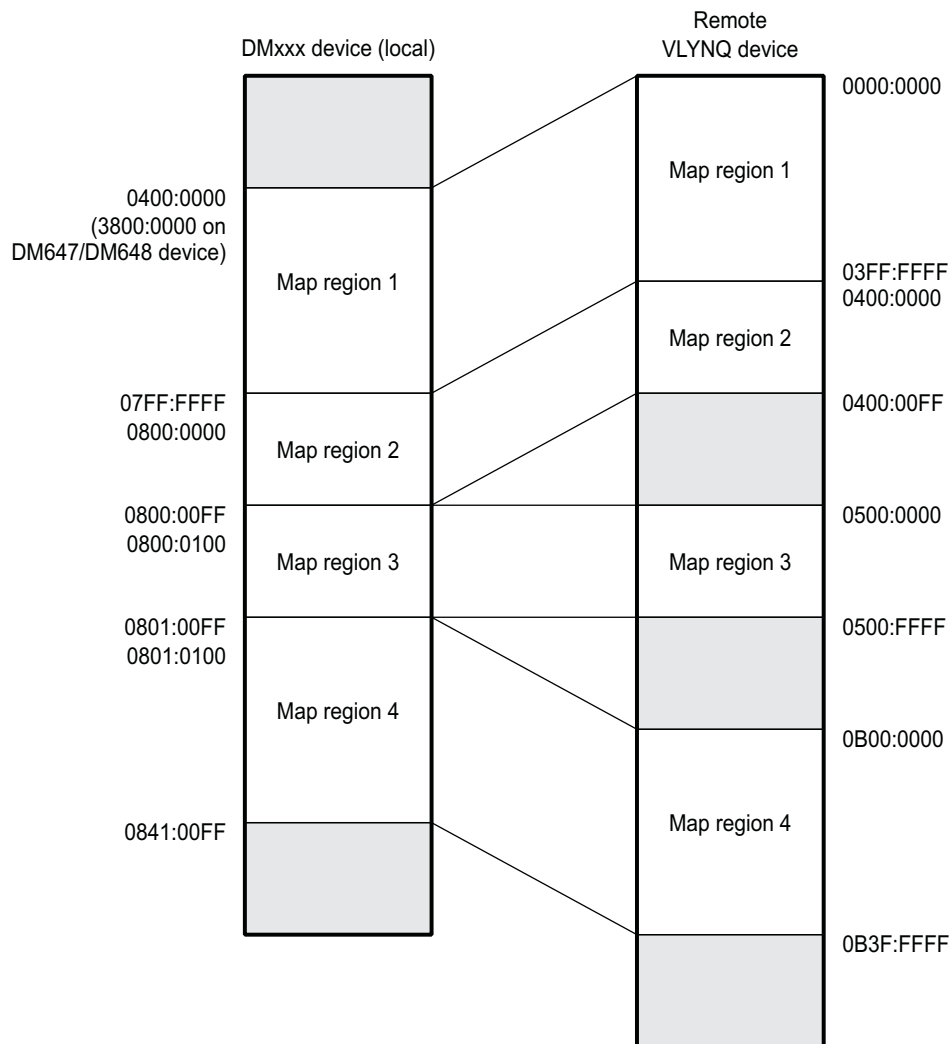 DMxxx device (local)
0400:0000
(3800:0000 on
DM647/DM648 device)
Map region 1
07FF:FFFF
0800:0000
Map region 2
0800:00FF
0800:0100
Map region 3
0801:00FF
0801:0100
Map region 4
0841:00FF
Remote
VLYNQ device
0000:0000
Map region 1
03FF:FFFF
0400:0000
Map region 2
0400:00FF
0500:0000
Map region 3
0500:FFFF
0B00:0000
Map region 4
0B3F:FFFF